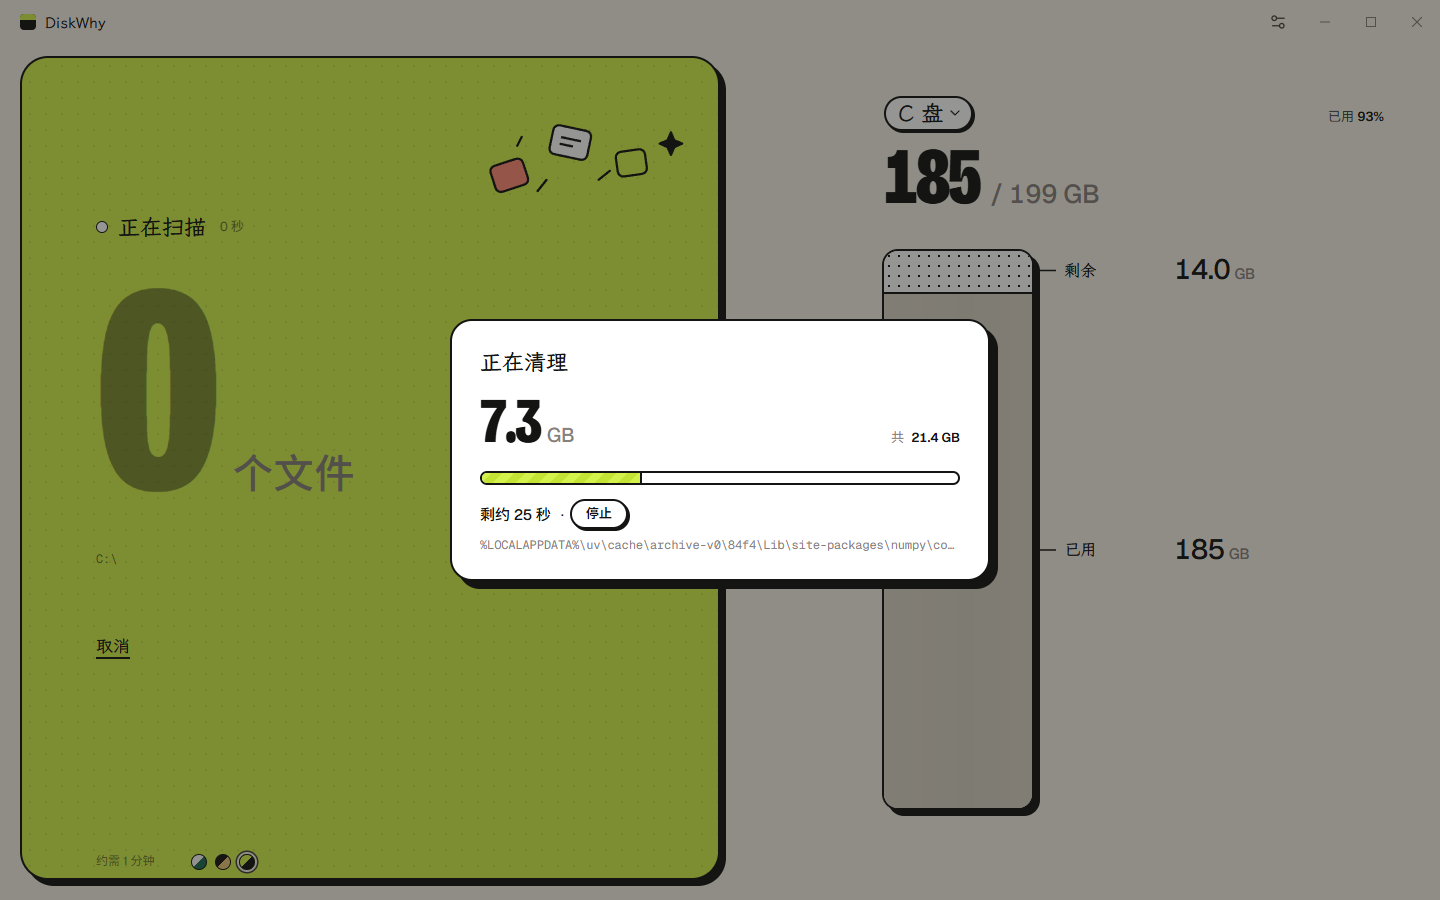 DiskWhy
C 盘
已用 93%
185 / 199 GB
正在扫描 0 秒
0 个文件
C:\
取消
约需 1 分钟
剩余 14.0 GB
已用 185 GB
正在清理
7.3 GB
共 21.4 GB
剩约 25 秒 · 停止
%LOCALAPPDATA%\uv\cache\archive-v0\84f4\Lib\site-packages\numpy\co…